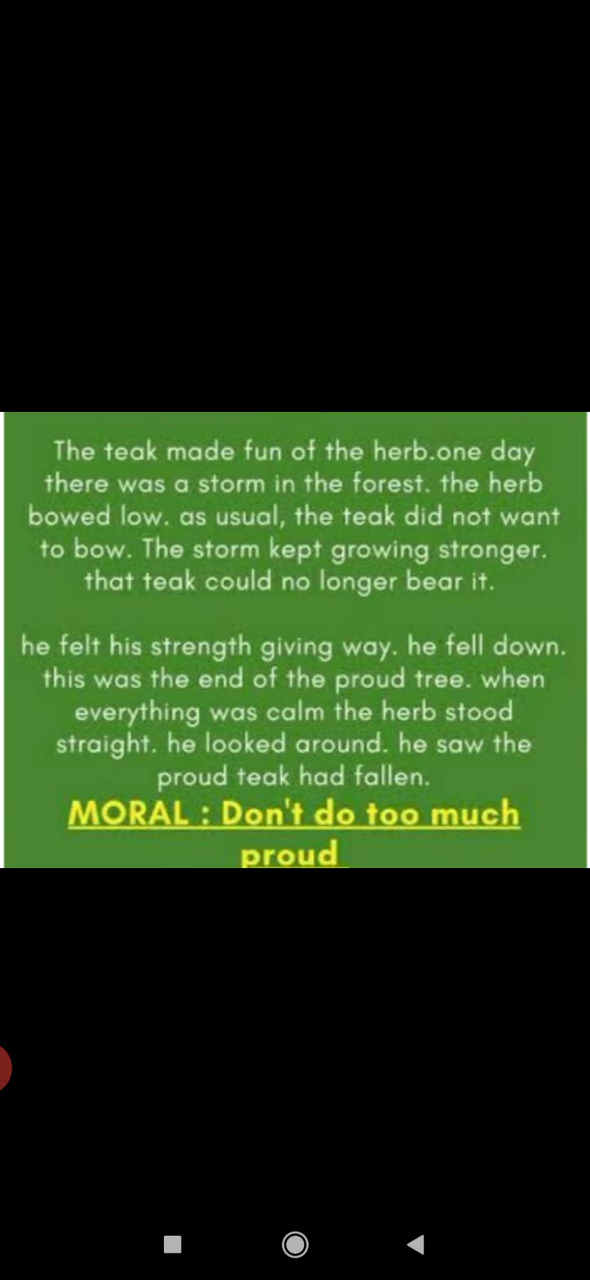 The teak made fun of the herb.one day
there was a storm in the forest. the herb
bowed low. as usual, the teak did not want
to bow. The storm kept growing stronger.
that teak could no longer bear it.
he felt his strength giving way. he fell down.
this was the end of the proud tree. when
everything was calm the herb stood
straight. he looked around. he saw the
proud teak had fallen.
MORAL : Don't do too much
proud